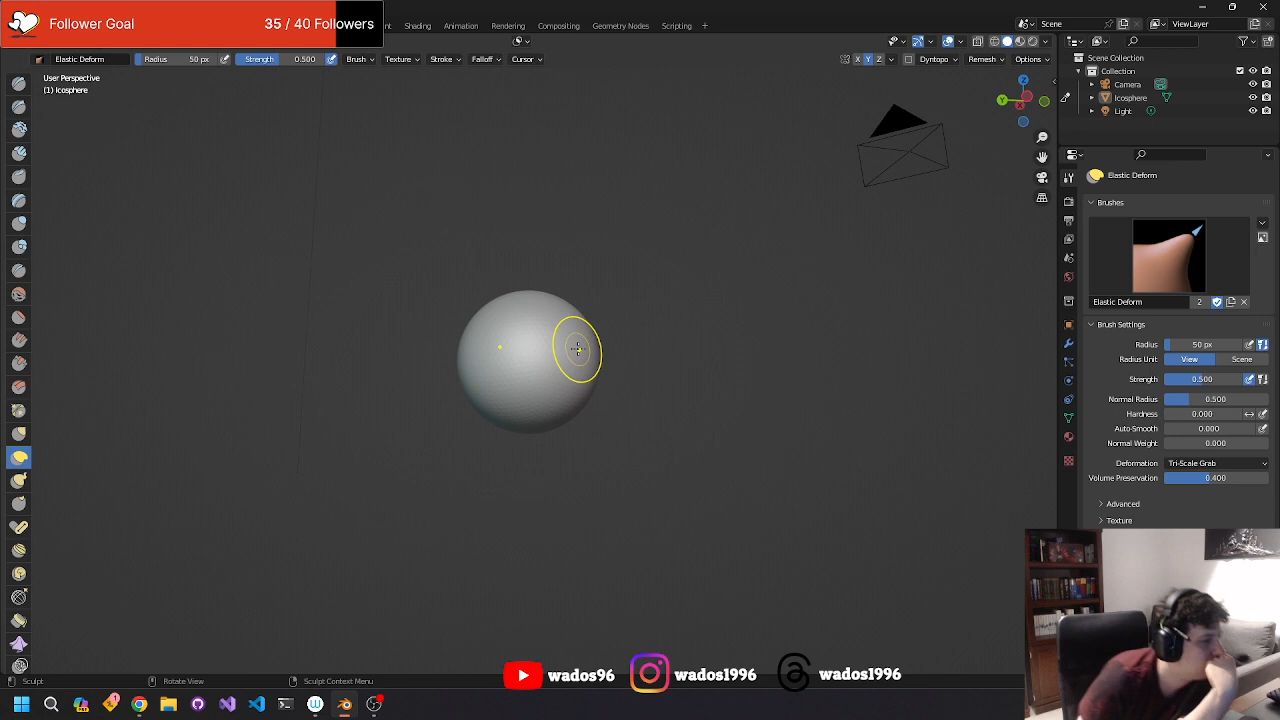 Follower Goal
35 / 40 Followers
nt
Shading
Animation
Rendering
Compositing
Geometry Nodes
Scripting
+
Scene
ViewLayer
Elastic Deform
Radius
50 px
Strength
0.500
Brush
Texture
Stroke
Falloff
Cursor
X
Y
Z
Dyntopo
Remesh
Options
User Perspective
(1) Icosphere
Z
Y
X
Scene Collection
Collection
Camera
Icosphere
Light
Elastic Deform
Brushes
Elastic Deform
2
Brush Settings
Radius
50 px
Radius Unit
View
Scene
Strength
0.500
Normal Radius
0.500
Hardness
0.000
Auto-Smooth
0.000
Normal Weight
0.000
Deformation
Tri-Scale Grab
Volume Preservation
0.400
Advanced
Texture
wados96
wados1996
wados1996
Sculpt
Rotate View
Sculpt Context Menu